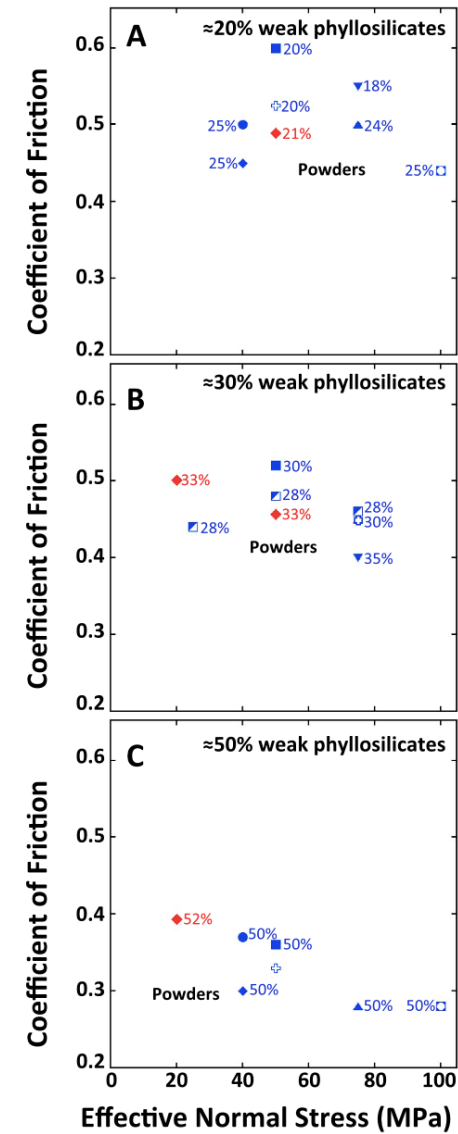 A
≈20% weak phyllosilicates
0.6
0.5
0.4
0.3
0.2
Coefficient of Friction
20%
18%
20%
25%
21%
24%
25%
Powders
25%
B
≈30% weak phyllosilicates
0.6
0.5
0.4
0.3
0.2
Coefficient of Friction
30%
33%
28%
28%
33%
28%
30%
Powders
35%
C
≈50% weak phyllosilicates
0.6
0.5
0.4
0.3
0.2
Coefficient of Friction
52%
50%
50%
Powders
50%
50%
50%
0 20 40 60 80 100
Effective Normal Stress (MPa)